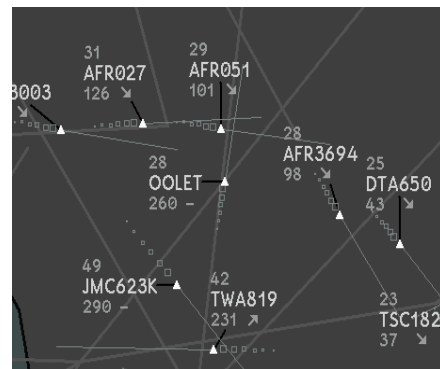 31
AFR027
126 ↘
29
AFR051
101 ↘
3003
↘
28
AFR3694
98 ↘
28
OOLET
260 –
25
DTA650
43 ↘
49
JMC623K
290 –
42
TWA819
231 ↗
23
TSC182
37 ↘